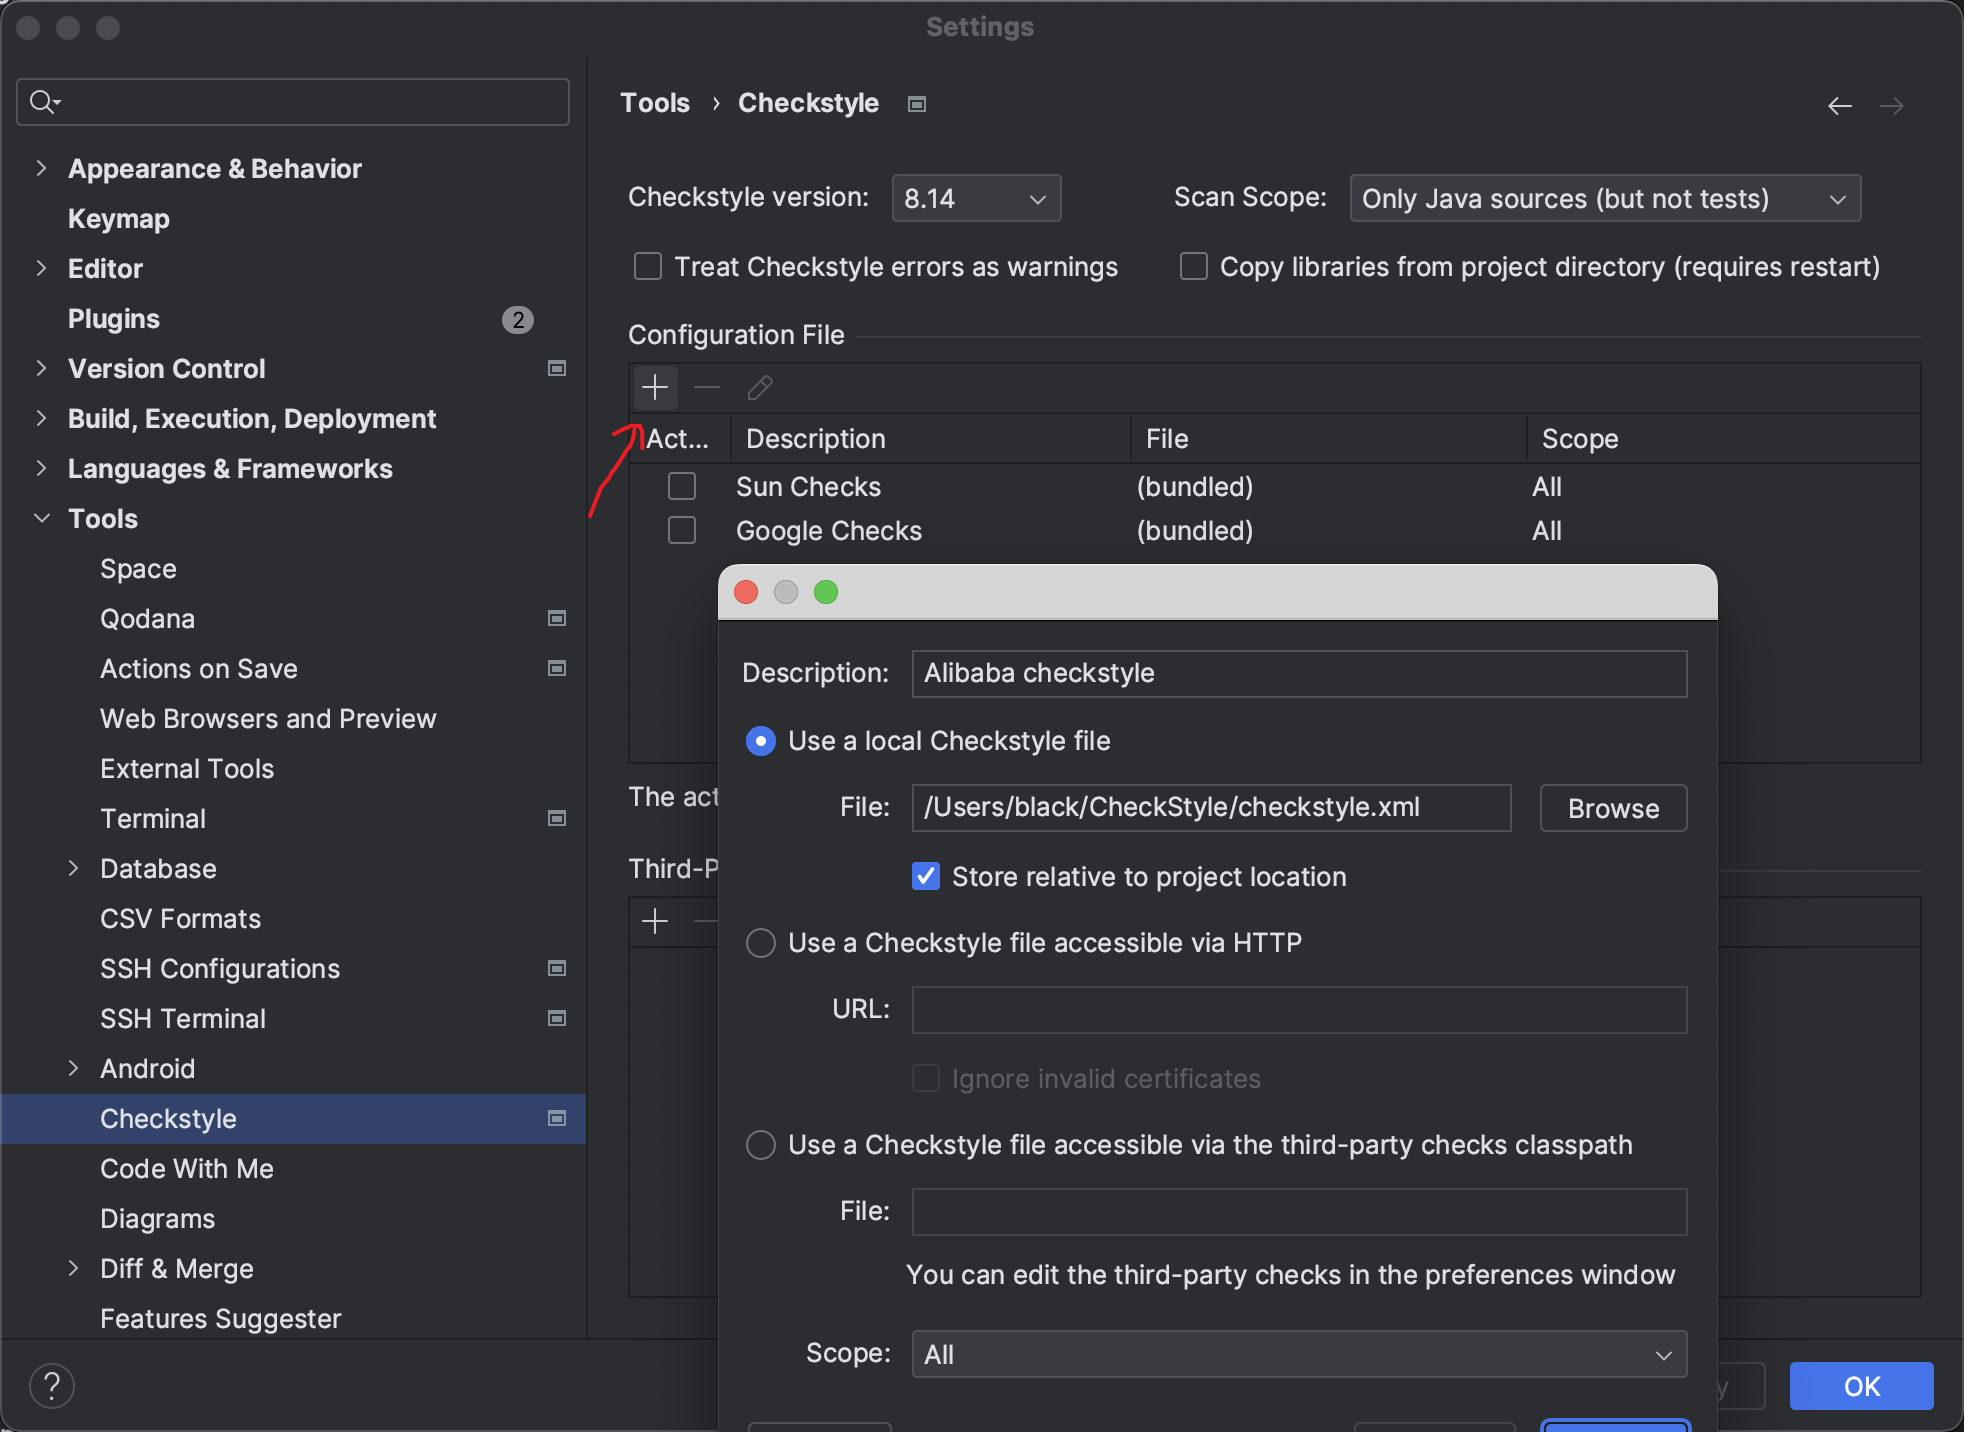 Settings
Appearance & Behavior
Keymap
Editor
Plugins 2
Version Control
Build, Execution, Deployment
Languages & Frameworks
Tools
Space
Qodana
Actions on Save
Web Browsers and Preview
External Tools
Terminal
Database
CSV Formats
SSH Configurations
SSH Terminal
Android
Checkstyle
Code With Me
Diagrams
Diff & Merge
Features Suggester
?
Tools › Checkstyle
Checkstyle version: 8.14 Scan Scope: Only Java sources (but not tests)
Treat Checkstyle errors as warnings Copy libraries from project directory (requires restart)
Configuration File
Act... Description File Scope
Sun Checks (bundled) All
Google Checks (bundled) All
The act
Third-P
Description: Alibaba checkstyle
Use a local Checkstyle file
File: /Users/black/CheckStyle/checkstyle.xml Browse
Store relative to project location
Use a Checkstyle file accessible via HTTP
URL:
Ignore invalid certificates
Use a Checkstyle file accessible via the third-party checks classpath
File:
You can edit the third-party checks in the preferences window
Scope: All
OK